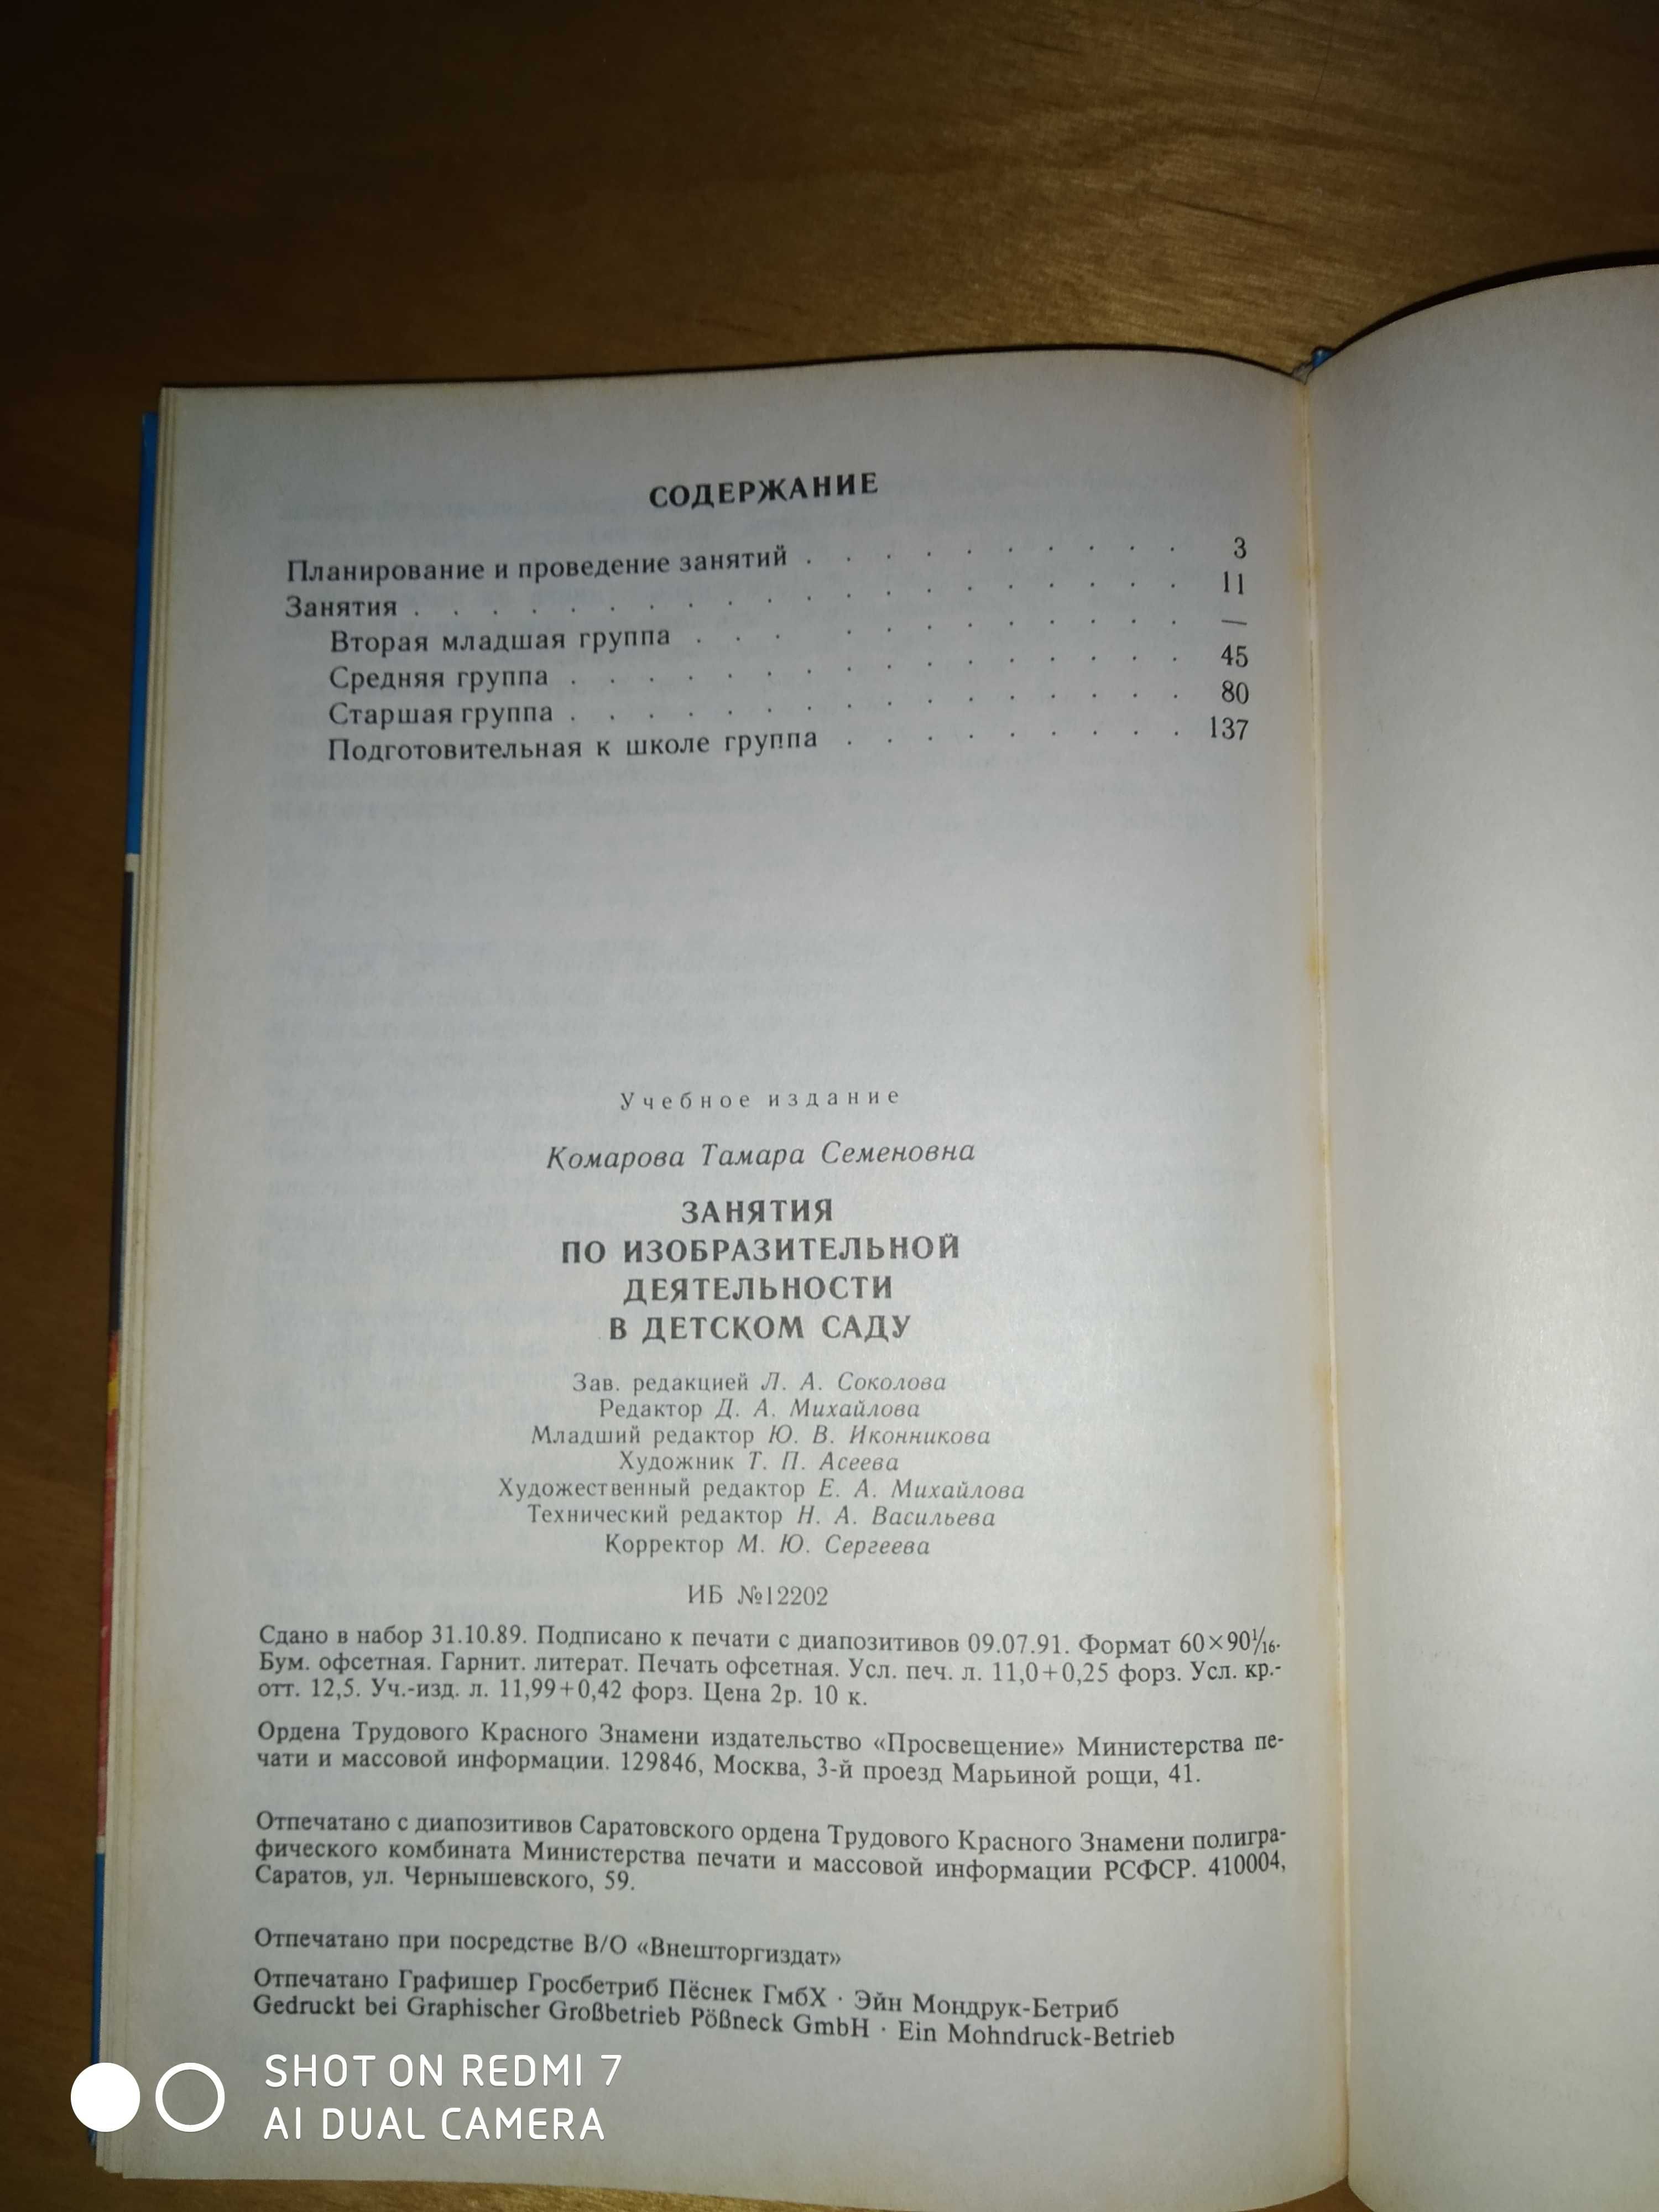 СОДЕРЖАНИЕ
Планирование и проведение занятий . . . . . . . . . . 3
Занятия . . . . . . . . . . . . . . . . . . . . 11
Вторая младшая группа . . . . . . . . . . . . —
Средняя группа . . . . . . . . . . . . . . . . 45
Старшая группа . . . . . . . . . . . . . . . . 80
Подготовительная к школе группа . . . . . . . . . 137
Учебное издание
Комарова Тамара Семеновна
ЗАНЯТИЯ
ПО ИЗОБРАЗИТЕЛЬНОЙ
ДЕЯТЕЛЬНОСТИ
В ДЕТСКОМ САДУ
Зав. редакцией Л. А. Соколова
Редактор Д. А. Михайлова
Младший редактор Ю. В. Иконникова
Художник Т. П. Асеева
Художественный редактор Е. А. Михайлова
Технический редактор Н. А. Васильева
Корректор М. Ю. Сергеева
ИБ №12202
Сдано в набор 31.10.89. Подписано к печати с диапозитивов 09.07.91. Формат 60×90¹/₁₆.
Бум. офсетная. Гарнит. литерат. Печать офсетная. Усл. печ. л. 11,0+0,25 форз. Усл. кр.-
отт. 12,5. Уч.-изд. л. 11,99+0,42 форз. Цена 2р. 10 к.
Ордена Трудового Красного Знамени издательство «Просвещение» Министерства пе-
чати и массовой информации. 129846, Москва, 3-й проезд Марьиной рощи, 41.
Отпечатано с диапозитивов Саратовского ордена Трудового Красного Знамени полигра-
фического комбината Министерства печати и массовой информации РСФСР. 410004,
Саратов, ул. Чернышевского, 59.
Отпечатано при посредстве В/О «Внешторгиздат»
Отпечатано Графишер Гросбетриб Пёснек ГмбХ · Эйн Мондрук-Бетриб
Gedruckt bei Graphischer Großbetrieb Pößneck GmbH · Ein Mohndruck-Betrieb
SHOT ON REDMI 7
AI DUAL CAMERA